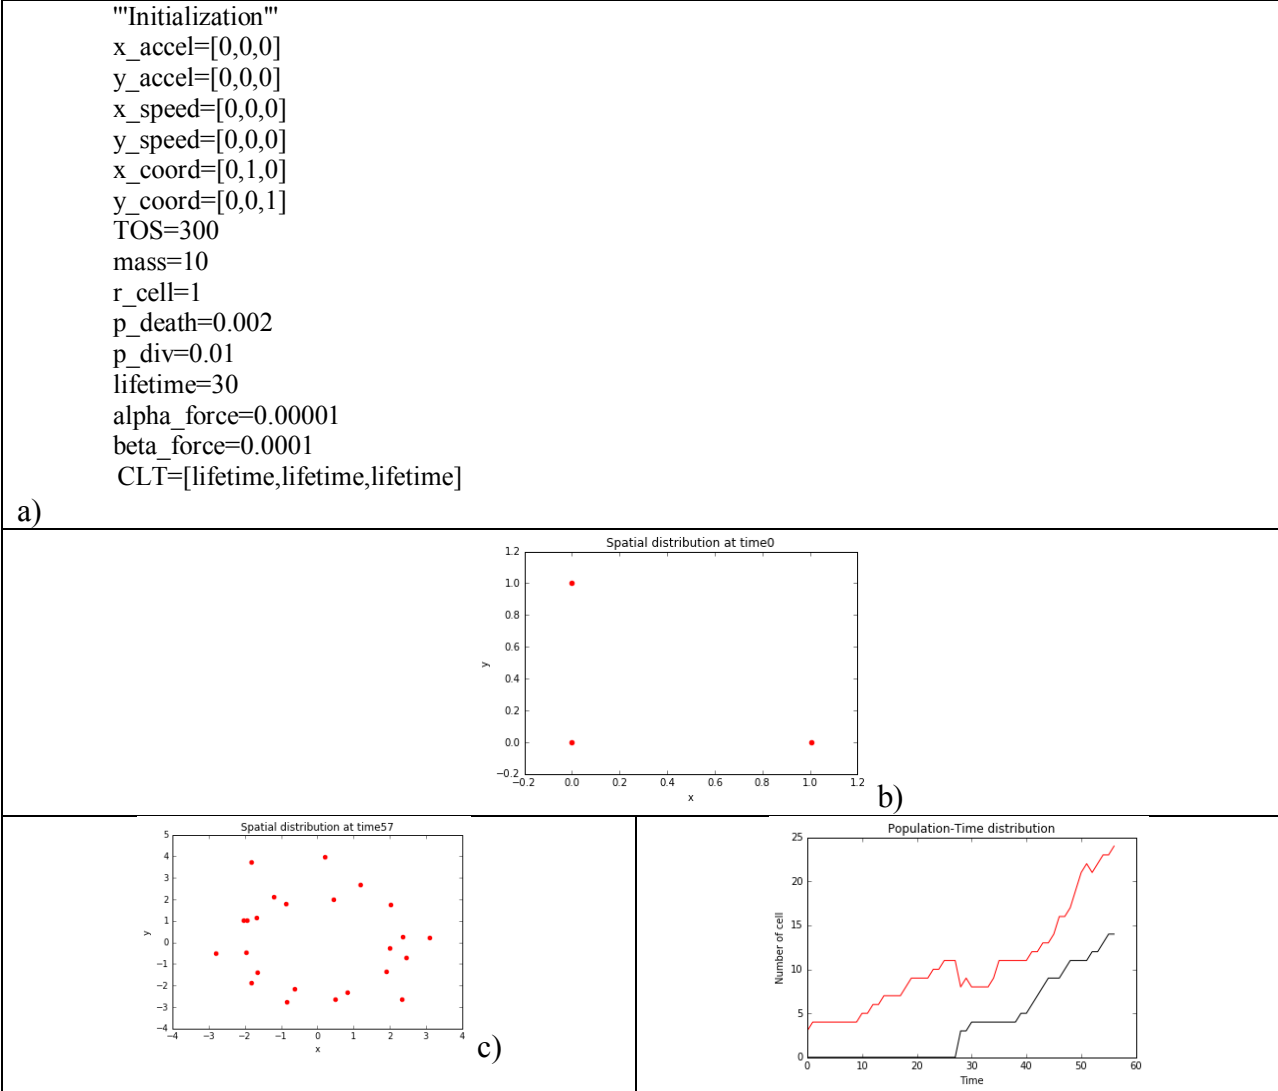 '''Initialization'''
x_accel=[0,0,0]
y_accel=[0,0,0]
x_speed=[0,0,0]
y_speed=[0,0,0]
x_coord=[0,1,0]
y_coord=[0,0,1]
TOS=300
mass=10
r_cell=1
p_death=0.002
p_div=0.01
lifetime=30
alpha_force=0.00001
beta_force=0.0001
CLT=[lifetime,lifetime,lifetime]
a)
Spatial distribution at time0
1.2
1.0
0.8
0.6
0.4
0.2
0.0
−0.2
y
−0.2 0.0 0.2 0.4 0.6 0.8 1.0 1.2
x
b)
Spatial distribution at time57
5
4
3
2
1
0
−1
−2
−3
−4
y
−4 −3 −2 −1 0 1 2 3 4
x
c)
Population-Time distribution
25
20
15
10
5
0
Number of cell
0 10 20 30 40 50 60
Time